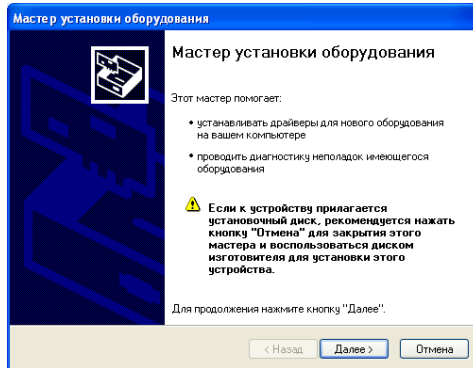 Мастер установки оборудования
Мастер установки оборудования
Этот мастер помогает:
• устанавливать драйверы для нового оборудования
на вашем компьютере
• проводить диагностику неполадок имеющегося
оборудования
Если к устройству прилагается
установочный диск, рекомендуется нажать
кнопку "Отмена" для закрытия этого
мастера и воспользоваться диском
изготовителя для установки этого
устройства.
Для продолжения нажмите кнопку "Далее".
< Назад
Далее >
Отмена